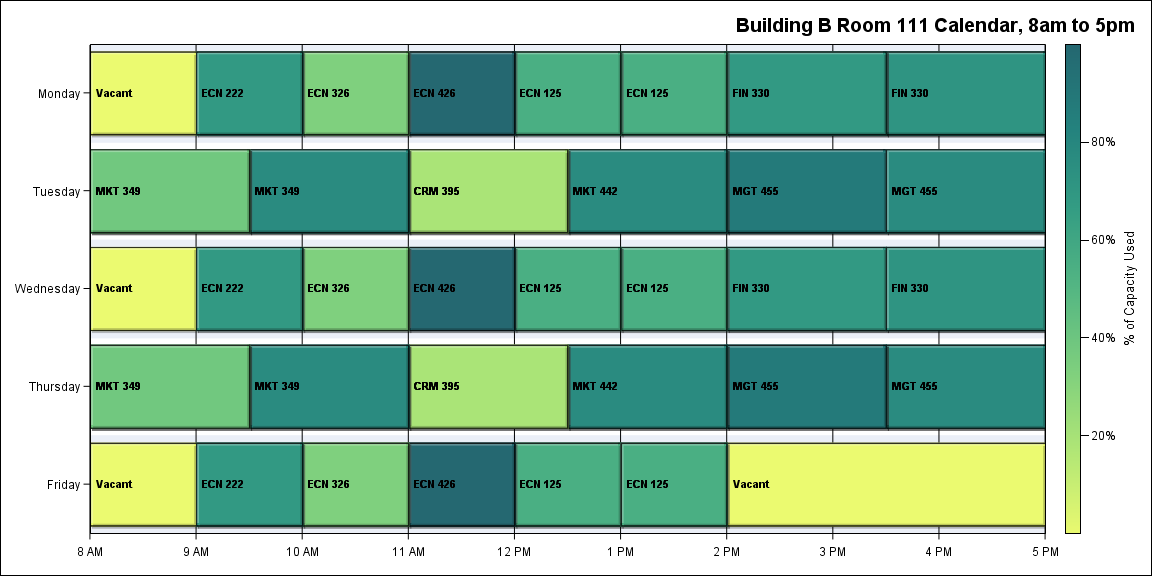 Building B Room 111 Calendar, 8am to 5pm
Monday
Vacant
ECN 222
ECN 326
ECN 426
ECN 125
ECN 125
FIN 330
FIN 330
Tuesday
MKT 349
MKT 349
CRM 395
MKT 442
MGT 455
MGT 455
Wednesday
Vacant
ECN 222
ECN 326
ECN 426
ECN 125
ECN 125
FIN 330
FIN 330
Thursday
MKT 349
MKT 349
CRM 395
MKT 442
MGT 455
MGT 455
Friday
Vacant
ECN 222
ECN 326
ECN 426
ECN 125
ECN 125
Vacant
8 AM
9 AM
10 AM
11 AM
12 PM
1 PM
2 PM
3 PM
4 PM
5 PM
80%
60%
40%
20%
% of Capacity Used